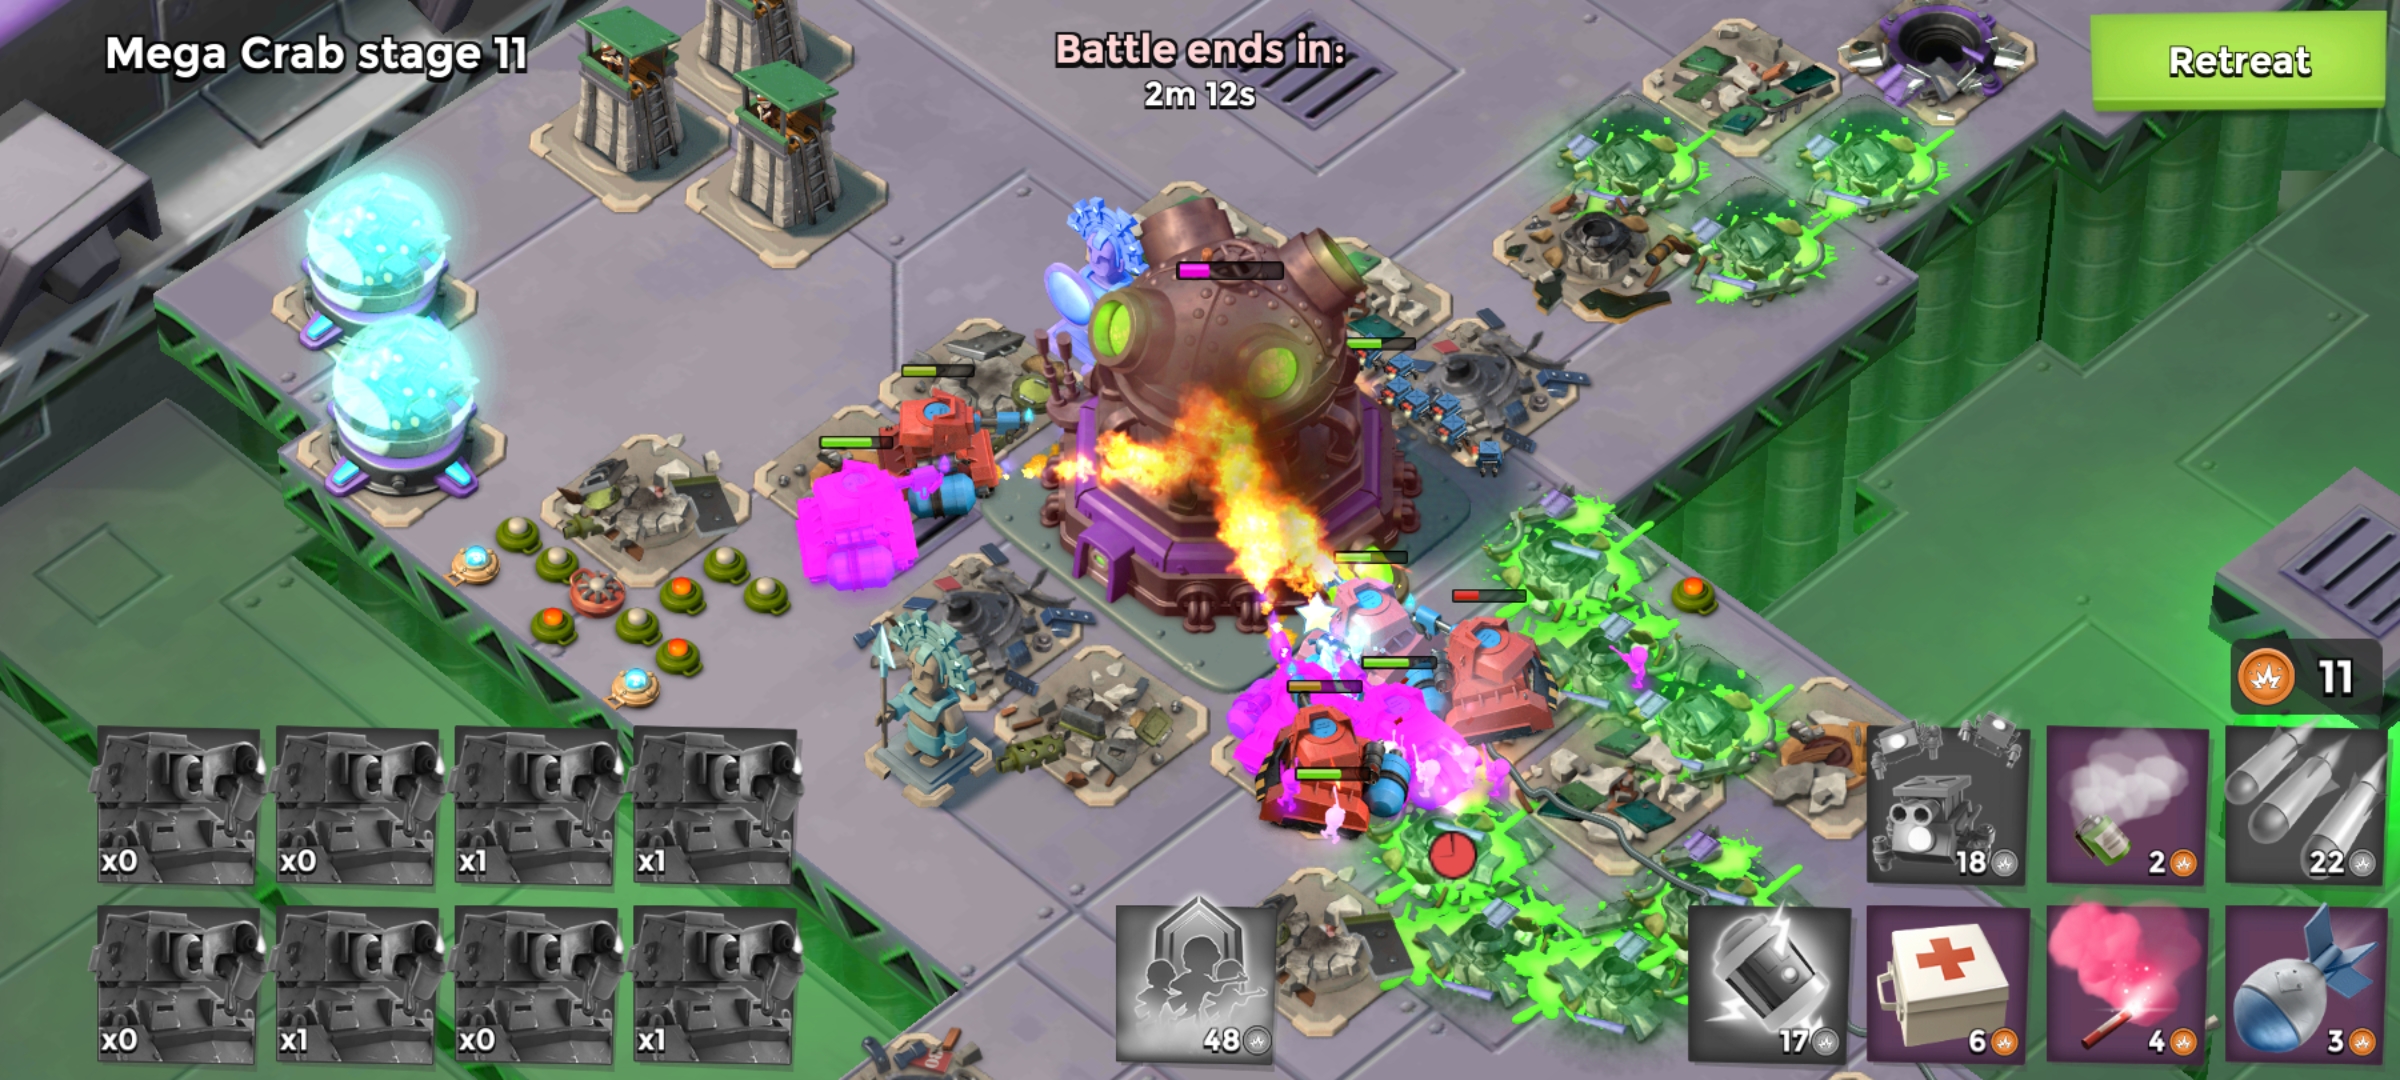 Mega Crab stage 11
Battle ends in:
2m 12s
Retreat
11
x0
x0
x1
x1
18
2
22
x0
x1
x0
x1
48
17
6
4
3